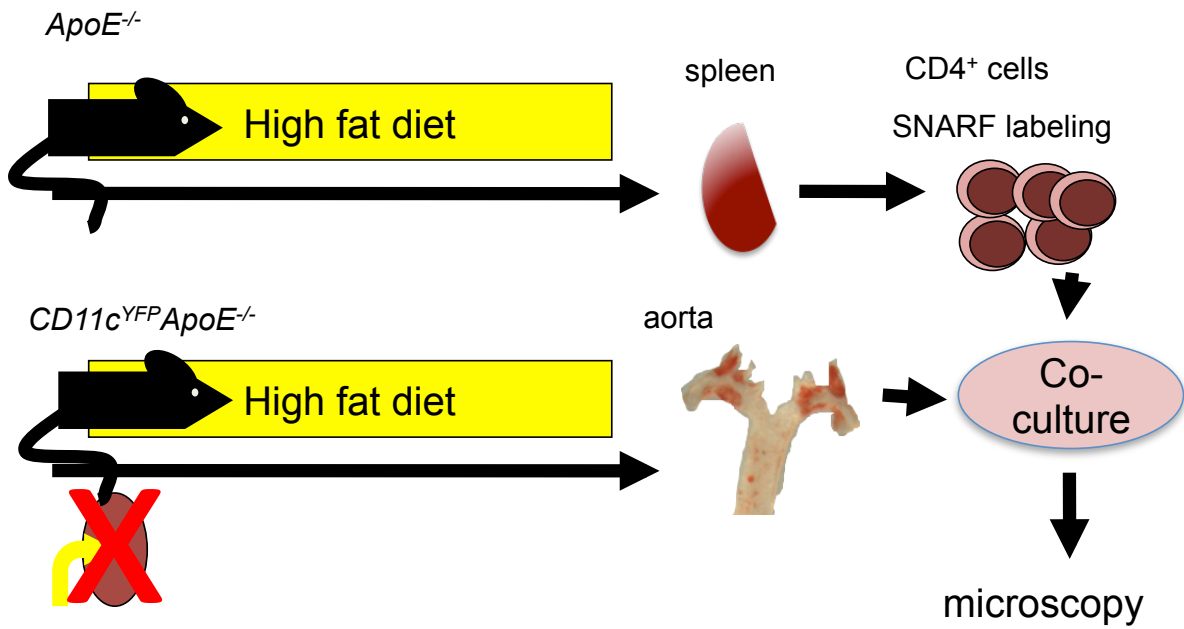 ApoE-/-
High fat diet
spleen
CD4+ cells
SNARF labeling
CD11cYFPApoE-/-
High fat diet
aorta
Co-
culture
microscopy